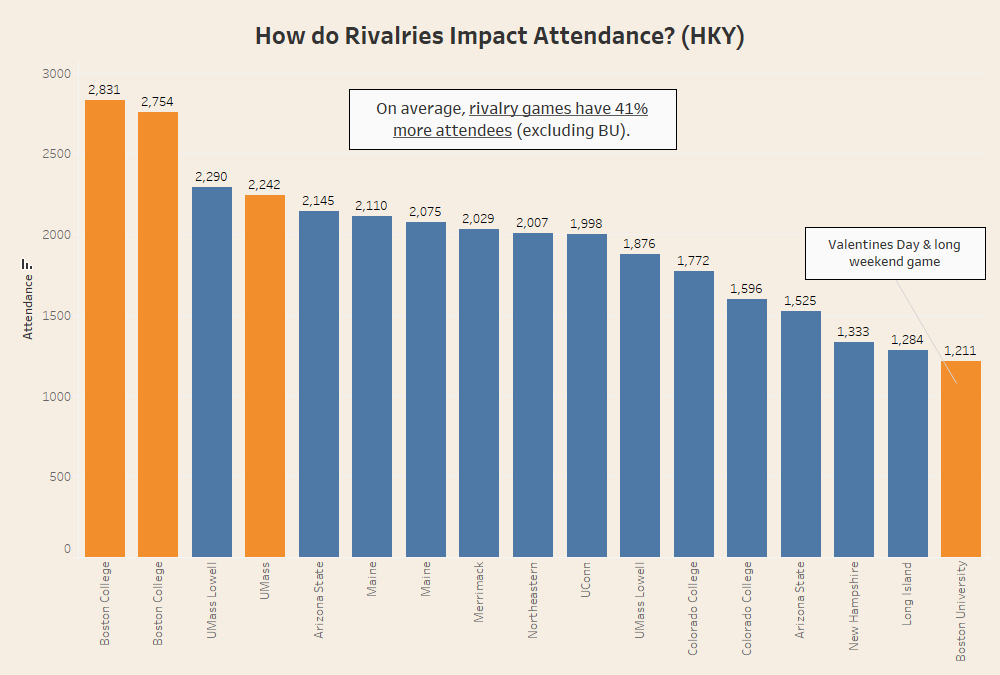 How do Rivalries Impact Attendance? (HKY)
3000
2500
2000
1500
1000
500
0
Attendance
On average, rivalry games have 41%
more attendees (excluding BU).
Valentines Day & long
weekend game
2,831
2,754
2,290
2,242
2,145
2,110
2,075
2,029
2,007
1,998
1,876
1,772
1,596
1,525
1,333
1,284
1,211
Boston College
Boston College
UMass Lowell
UMass
Arizona State
Maine
Maine
Merrimack
Northeastern
UConn
UMass Lowell
Colorado College
Colorado College
Arizona State
New Hampshire
Long Island
Boston University